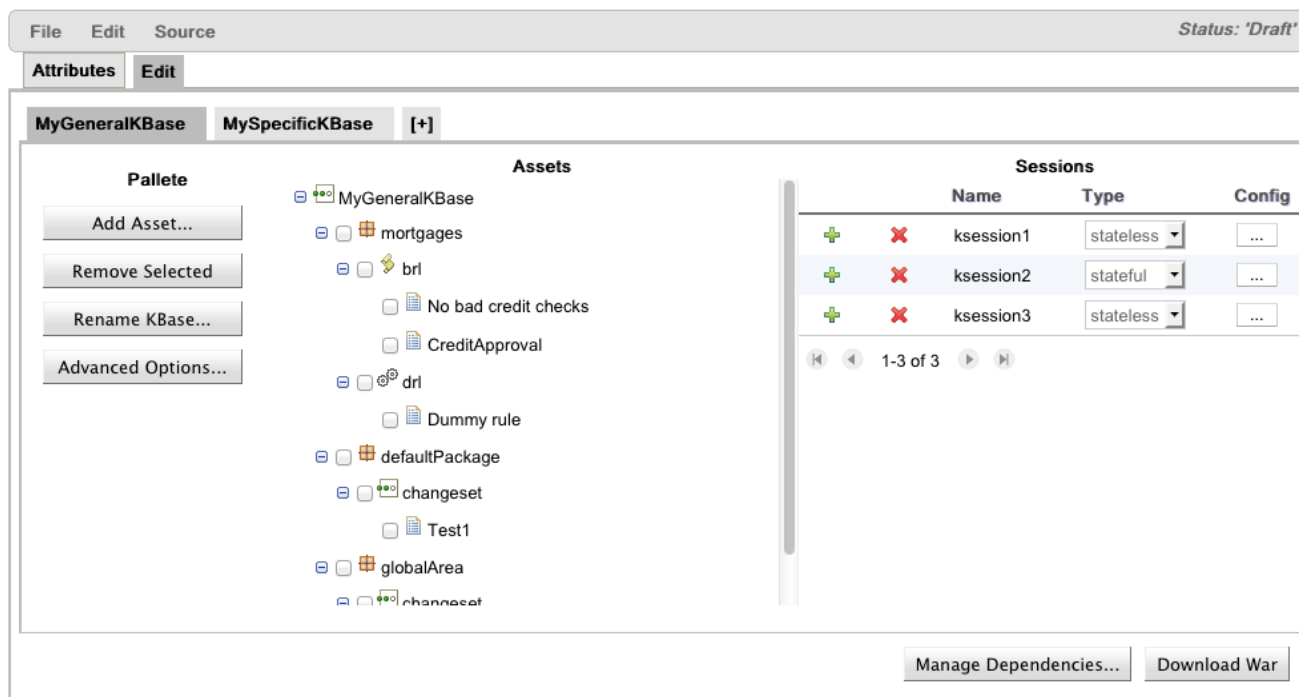 File Edit Source Status: 'Draft'
Attributes Edit
MyGeneralKBase MySpecificKBase [+]
Pallete
Add Asset...
Remove Selected
Rename KBase...
Advanced Options...
Assets
MyGeneralKBase
mortgages
brl
No bad credit checks
CreditApproval
drl
Dummy rule
defaultPackage
changeset
Test1
globalArea
changeset
Sessions
Name Type Config
ksession1 stateless ...
ksession2 stateful ...
ksession3 stateless ...
1-3 of 3
Manage Dependencies... Download War